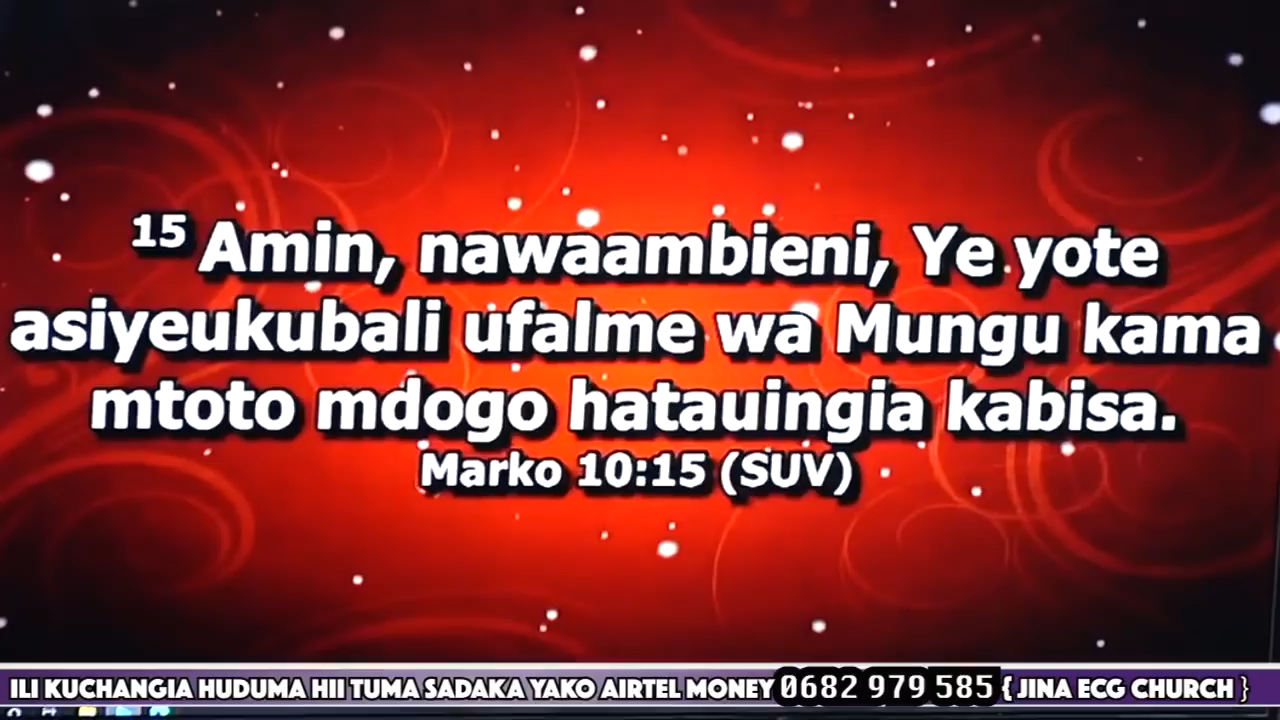 15 Amin, nawaambieni, Ye yote
asiyeukubali ufalme wa Mungu kama
mtoto mdogo hatauingia kabisa.
Marko 10:15 (SUV)
ILI KUCHANGIA HUDUMA HII TUMA SADAKA YAKO AIRTEL MONEY 0682 979 585 { JINA ECG CHURCH }